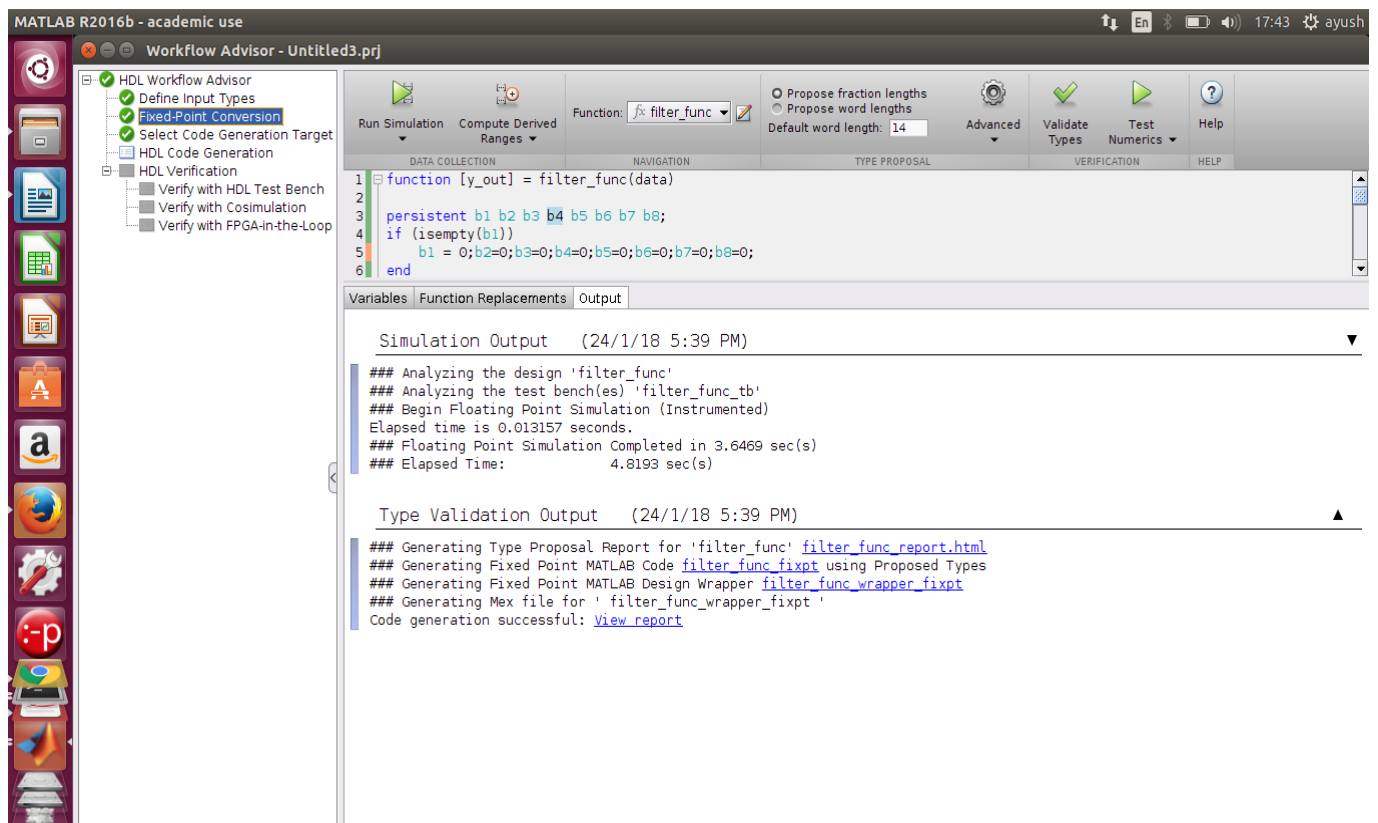 MATLAB R2016b - academic use
En
17:43
ayush
Workflow Advisor - Untitled3.prj
HDL Workflow Advisor
Define Input Types
Fixed-Point Conversion
Select Code Generation Target
HDL Code Generation
HDL Verification
Verify with HDL Test Bench
Verify with Cosimulation
Verify with FPGA-in-the-Loop
Run Simulation
Compute Derived
Ranges
DATA COLLECTION
Function: fx filter_func
NAVIGATION
Propose fraction lengths
Propose word lengths
Default word length: 14
Advanced
TYPE PROPOSAL
Validate
Types
Test
Numerics
VERIFICATION
?
Help
HELP
1 function [y_out] = filter_func(data)
2
3 persistent b1 b2 b3 b4 b5 b6 b7 b8;
4 if (isempty(b1))
5 b1 = 0;b2=0;b3=0;b4=0;b5=0;b6=0;b7=0;b8=0;
6 end
Variables Function Replacements Output
Simulation Output (24/1/18 5:39 PM)
### Analyzing the design 'filter_func'
### Analyzing the test bench(es) 'filter_func_tb'
### Begin Floating Point Simulation (Instrumented)
Elapsed time is 0.013157 seconds.
### Floating Point Simulation Completed in 3.6469 sec(s)
### Elapsed Time: 4.8193 sec(s)
Type Validation Output (24/1/18 5:39 PM)
### Generating Type Proposal Report for 'filter_func' filter_func_report.html
### Generating Fixed Point MATLAB Code filter_func_fixpt using Proposed Types
### Generating Fixed Point MATLAB Design Wrapper filter_func_wrapper_fixpt
### Generating Mex file for ' filter_func_wrapper_fixpt '
Code generation successful: View report
A
a
:-p